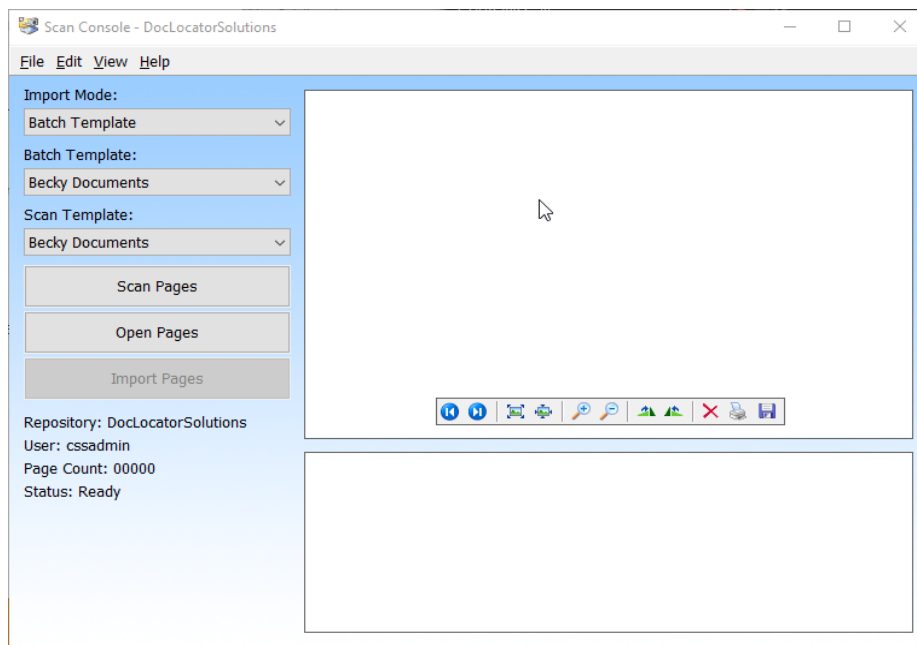 Scan Console - DocLocatorSolutions
File Edit View Help
Import Mode:
Batch Template
Batch Template:
Becky Documents
Scan Template:
Becky Documents
Scan Pages
Open Pages
Import Pages
Repository: DocLocatorSolutions
User: cssadmin
Page Count: 00000
Status: Ready